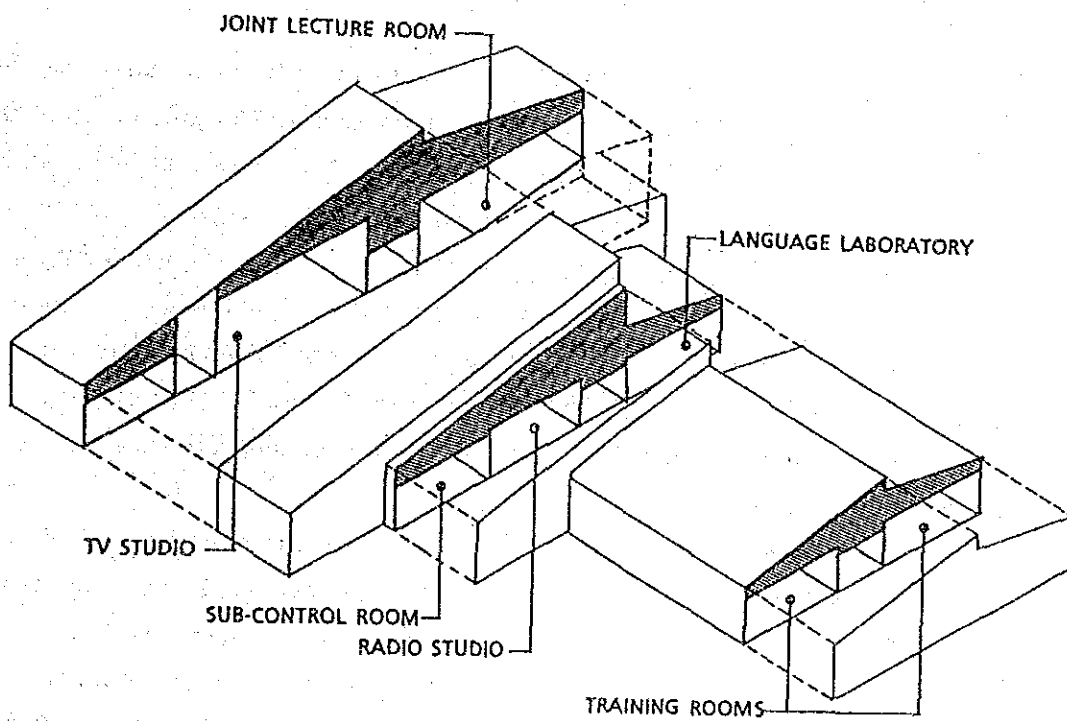 JOINT LECTURE ROOM
LANGUAGE LABORATORY
TV STUDIO
SUB-CONTROL ROOM
RADIO STUDIO
TRAINING ROOMS